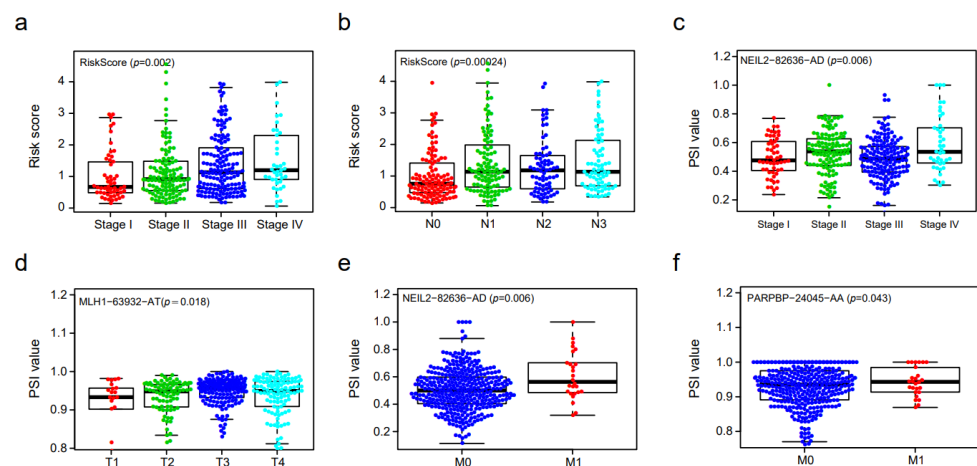 a
RiskScore (p=0.002)
Risk score
4
3
2
1
0
Stage I Stage II Stage III Stage IV
b
RiskScore (p=0.00024)
Risk score
4
3
2
1
0
N0 N1 N2 N3
c
NEIL2-82636-AD (p=0.006)
PSI value
1.2
1.0
0.8
0.6
0.4
0.2
0.0
Stage I Stage II Stage III Stage IV
d
MLH1-63932-AT(p=0.018)
PSI value
1.2
1.1
1.0
0.9
0.8
T1 T2 T3 T4
e
NEIL2-82636-AD (p=0.006)
PSI value
1.2
1.0
0.8
0.6
0.4
0.2
M0 M1
f
PARPBP-24045-AA (p=0.043)
PSI value
1.2
1.1
1.0
0.9
0.8
M0 M1